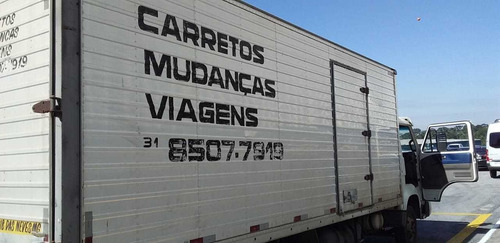 CARRETOS
MUDANÇAS
VIAGENS
31 8507-7919